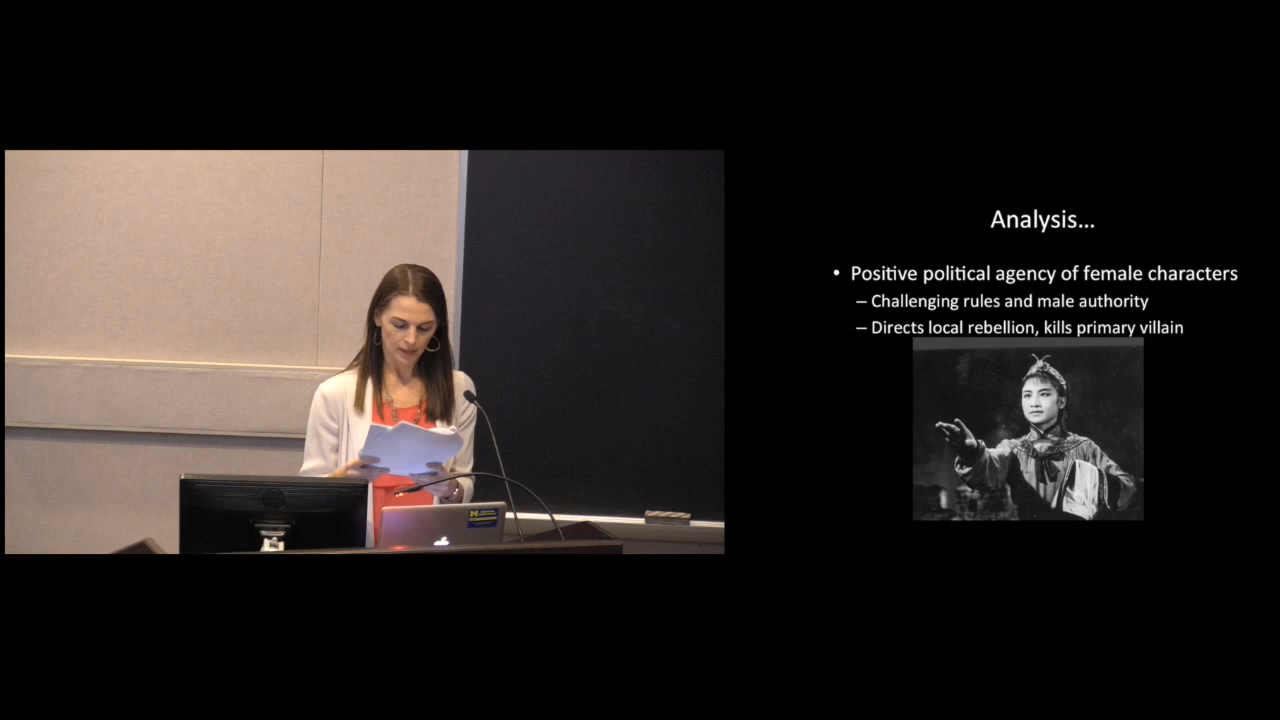 Analysis...
• Positive political agency of female characters
– Challenging rules and male authority
– Directs local rebellion, kills primary villain